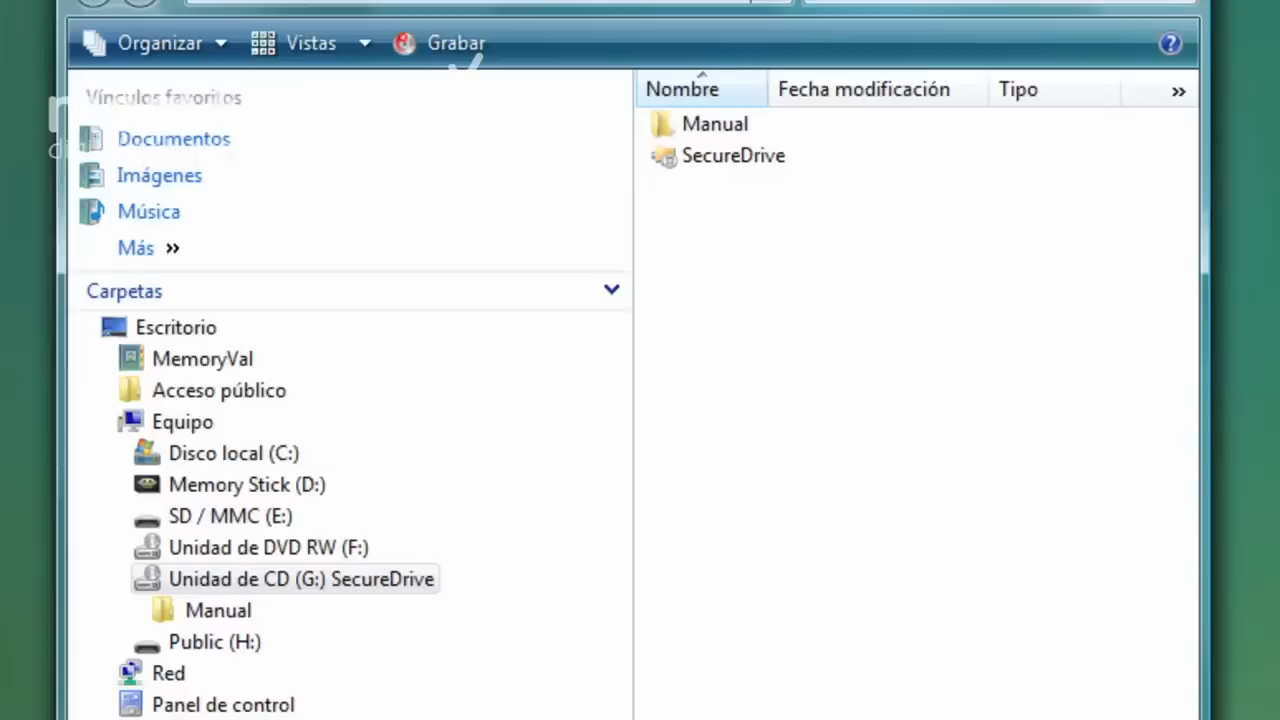 Organizar Vistas Grabar
Vínculos favoritos
Documentos
Imágenes
Música
Más »
Carpetas
Escritorio
MemoryVal
Acceso público
Equipo
Disco local (C:)
Memory Stick (D:)
SD / MMC (E:)
Unidad de DVD RW (F:)
Unidad de CD (G:) SecureDrive
Manual
Public (H:)
Red
Panel de control
Nombre Fecha modificación Tipo »
Manual
SecureDrive